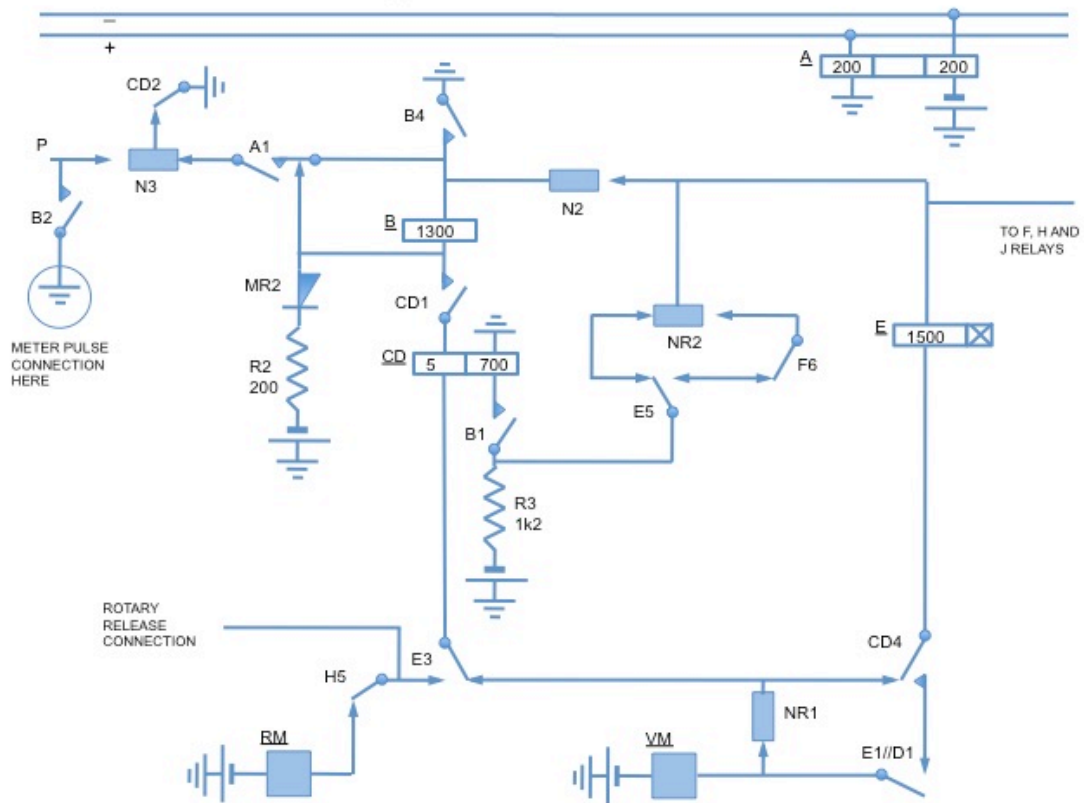 –
+
A
200
200
CD2
B4
P
A1
N3
N2
B2
B
1300
TO F, H AND
J RELAYS
MR2
CD1
METER PULSE
CONNECTION
HERE
R2
200
CD
5
700
NR2
E
1500
F6
E5
B1
R3
1k2
ROTARY
RELEASE
CONNECTION
E3
CD4
H5
NR1
RM
VM
E1//D1